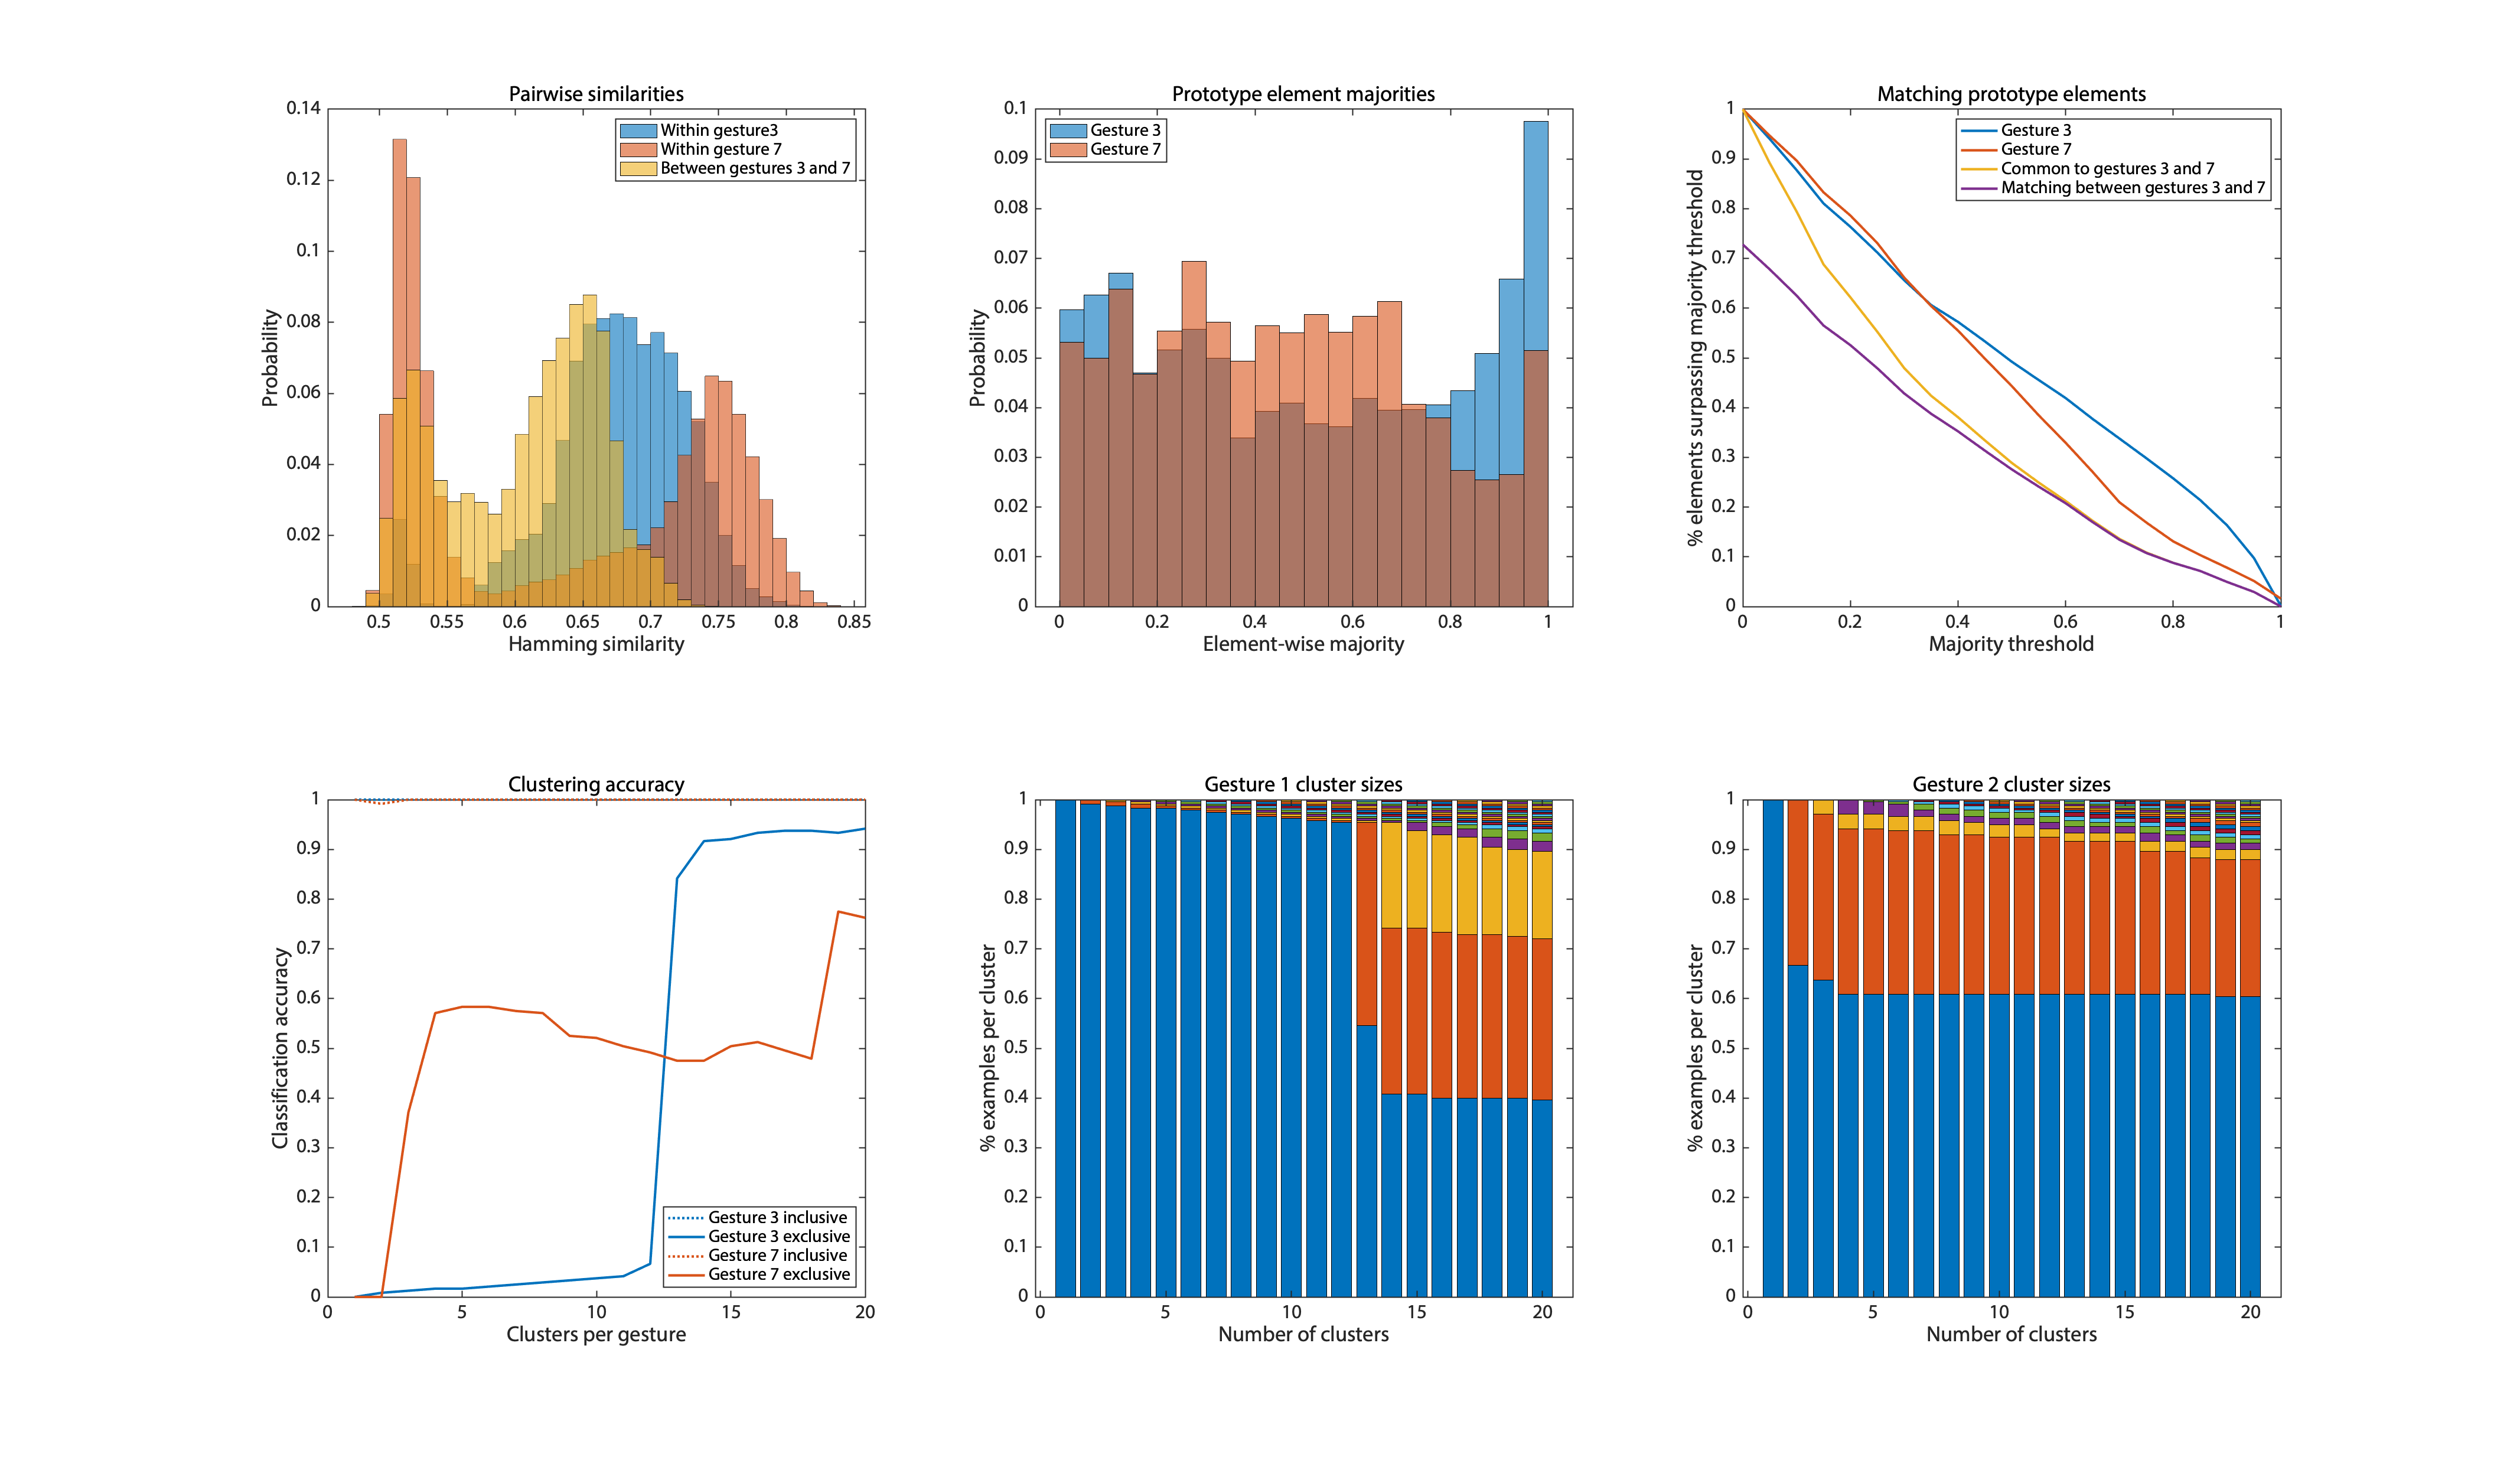 Pairwise similarities
0.14
0.12
0.1
0.08
0.06
0.04
0.02
0
Probability
Within gesture3
Within gesture 7
Between gestures 3 and 7
0.5 0.55 0.6 0.65 0.7 0.75 0.8 0.85
Hamming similarity
Prototype element majorities
0.1
0.09
0.08
0.07
0.06
0.05
0.04
0.03
0.02
0.01
0
Probability
Gesture 3
Gesture 7
0 0.2 0.4 0.6 0.8 1
Element-wise majority
Matching prototype elements
1
0.9
0.8
0.7
0.6
0.5
0.4
0.3
0.2
0.1
0
% elements surpassing majority threshold
Gesture 3
Gesture 7
Common to gestures 3 and 7
Matching between gestures 3 and 7
0 0.2 0.4 0.6 0.8 1
Majority threshold
Clustering accuracy
1
0.9
0.8
0.7
0.6
0.5
0.4
0.3
0.2
0.1
0
Classification accuracy
Gesture 3 inclusive
Gesture 3 exclusive
Gesture 7 inclusive
Gesture 7 exclusive
0 5 10 15 20
Clusters per gesture
Gesture 1 cluster sizes
1
0.9
0.8
0.7
0.6
0.5
0.4
0.3
0.2
0.1
0
% examples per cluster
0 5 10 15 20
Number of clusters
Gesture 2 cluster sizes
1
0.9
0.8
0.7
0.6
0.5
0.4
0.3
0.2
0.1
0
% examples per cluster
0 5 10 15 20
Number of clusters